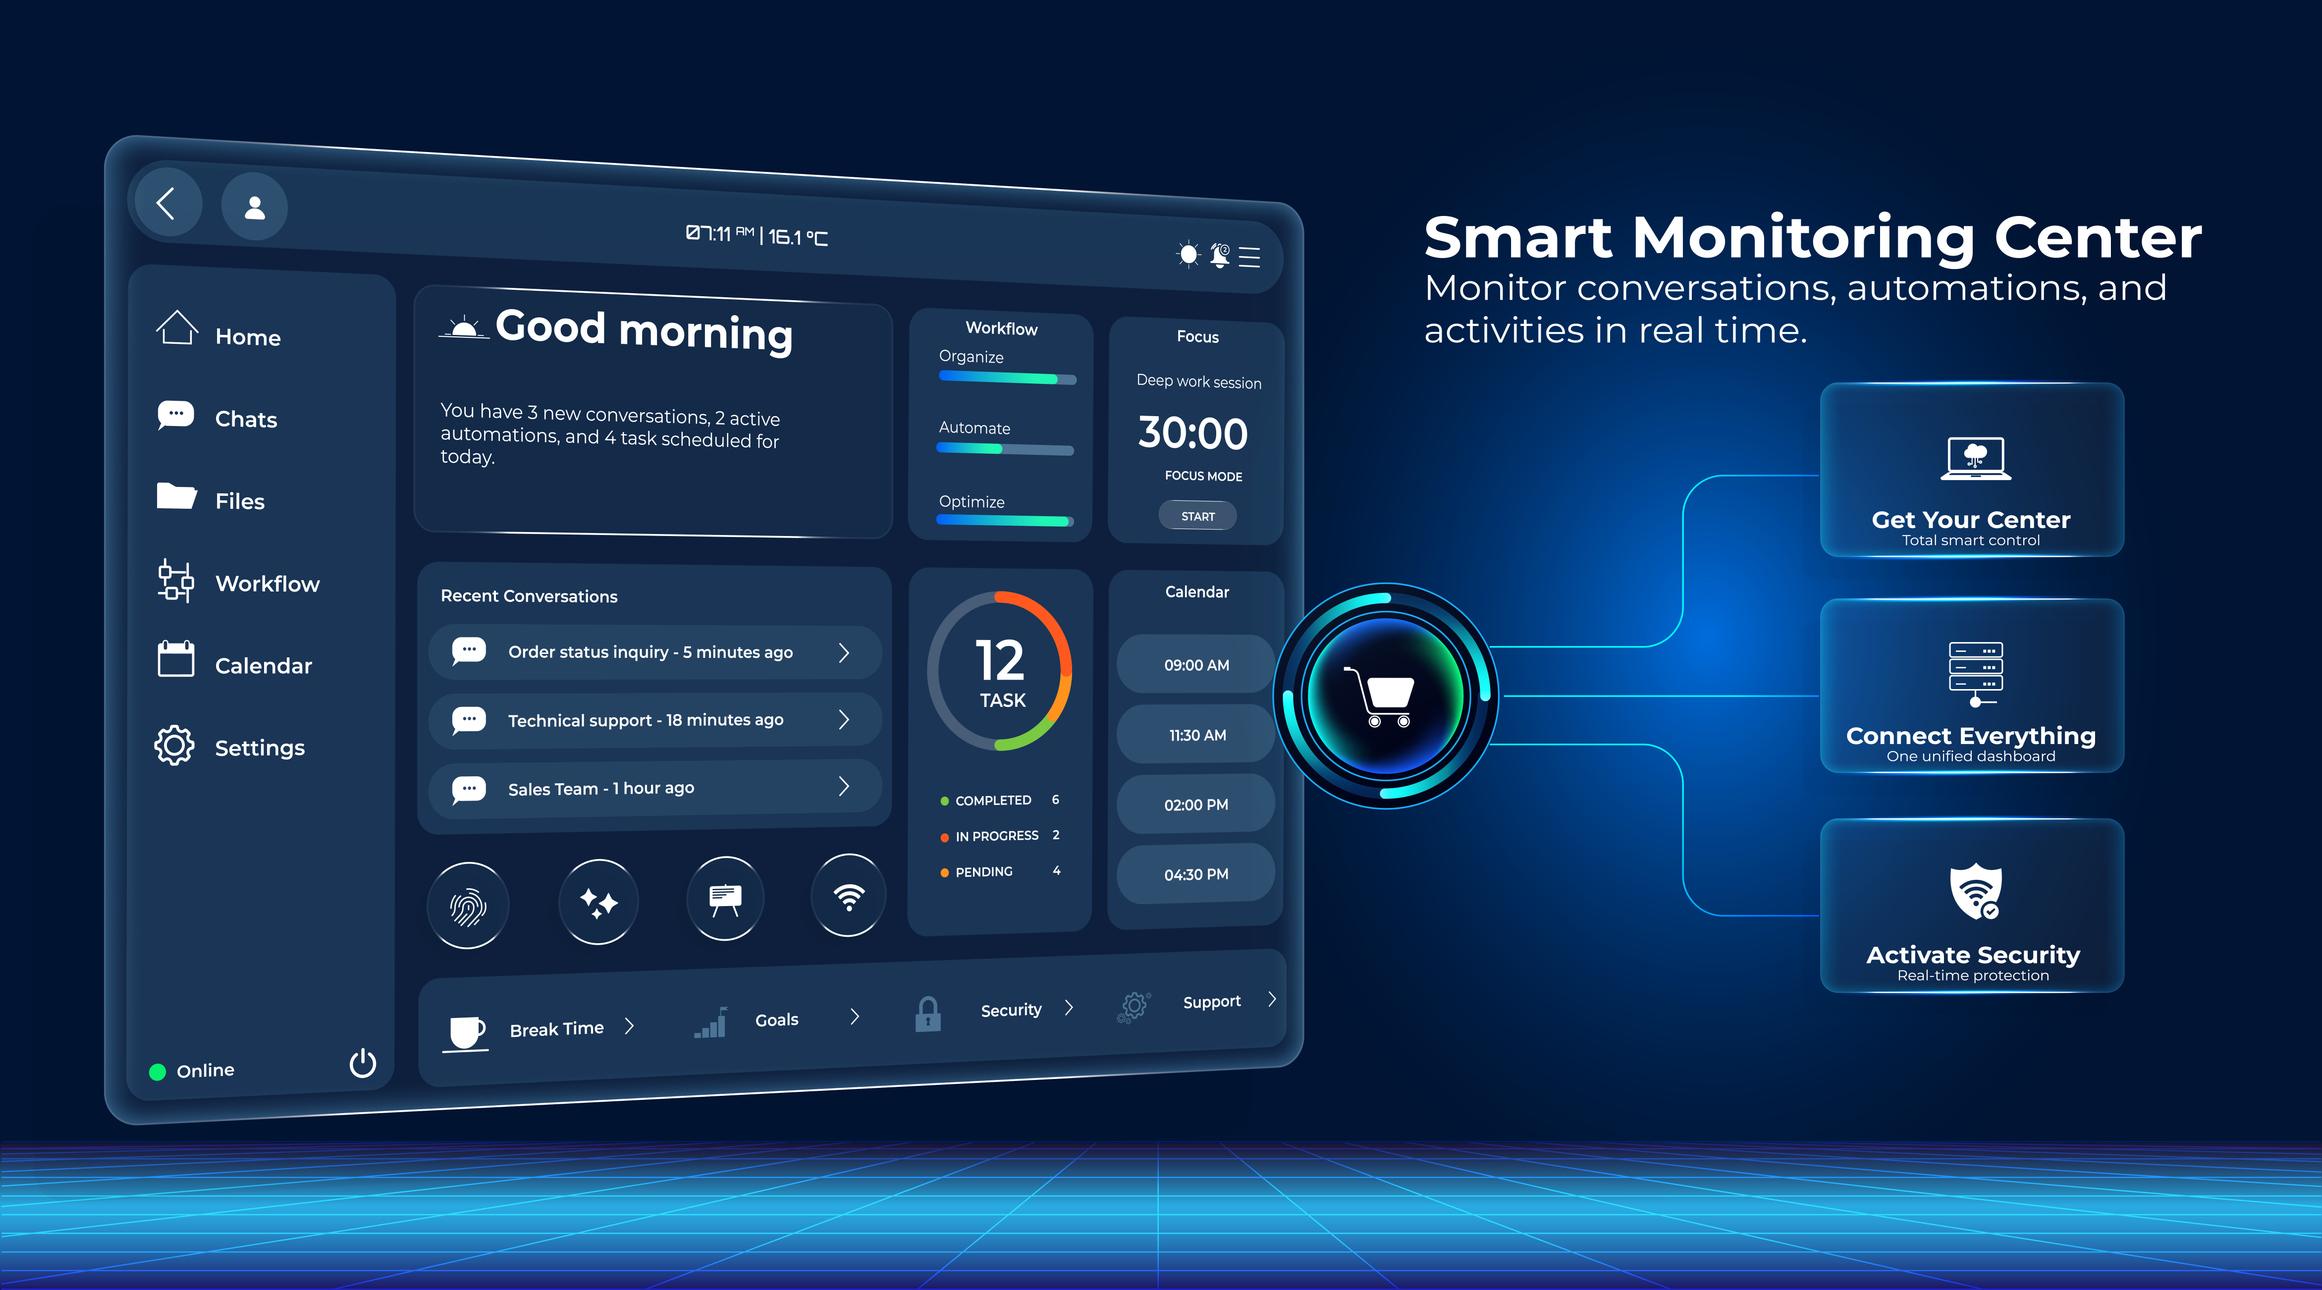 07:11 AM | 16.1 °C
2
Home
Chats
Files
Workflow
Calendar
Settings
Online
Good morning
You have 3 new conversations, 2 active
automations, and 4 task scheduled for
today.
Workflow
Organize
Automate
Optimize
Focus
Deep work session
30:00
FOCUS MODE
START
Recent Conversations
Order status inquiry - 5 minutes ago
Technical support - 18 minutes ago
Sales Team - 1 hour ago
12
TASK
COMPLETED 6
IN PROGRESS 2
PENDING 4
Calendar
09:00 AM
11:30 AM
02:00 PM
04:30 PM
Break Time
Goals
Security
Support
Smart Monitoring Center
Monitor conversations, automations, and
activities in real time.
Get Your Center
Total smart control
Connect Everything
One unified dashboard
Activate Security
Real-time protection